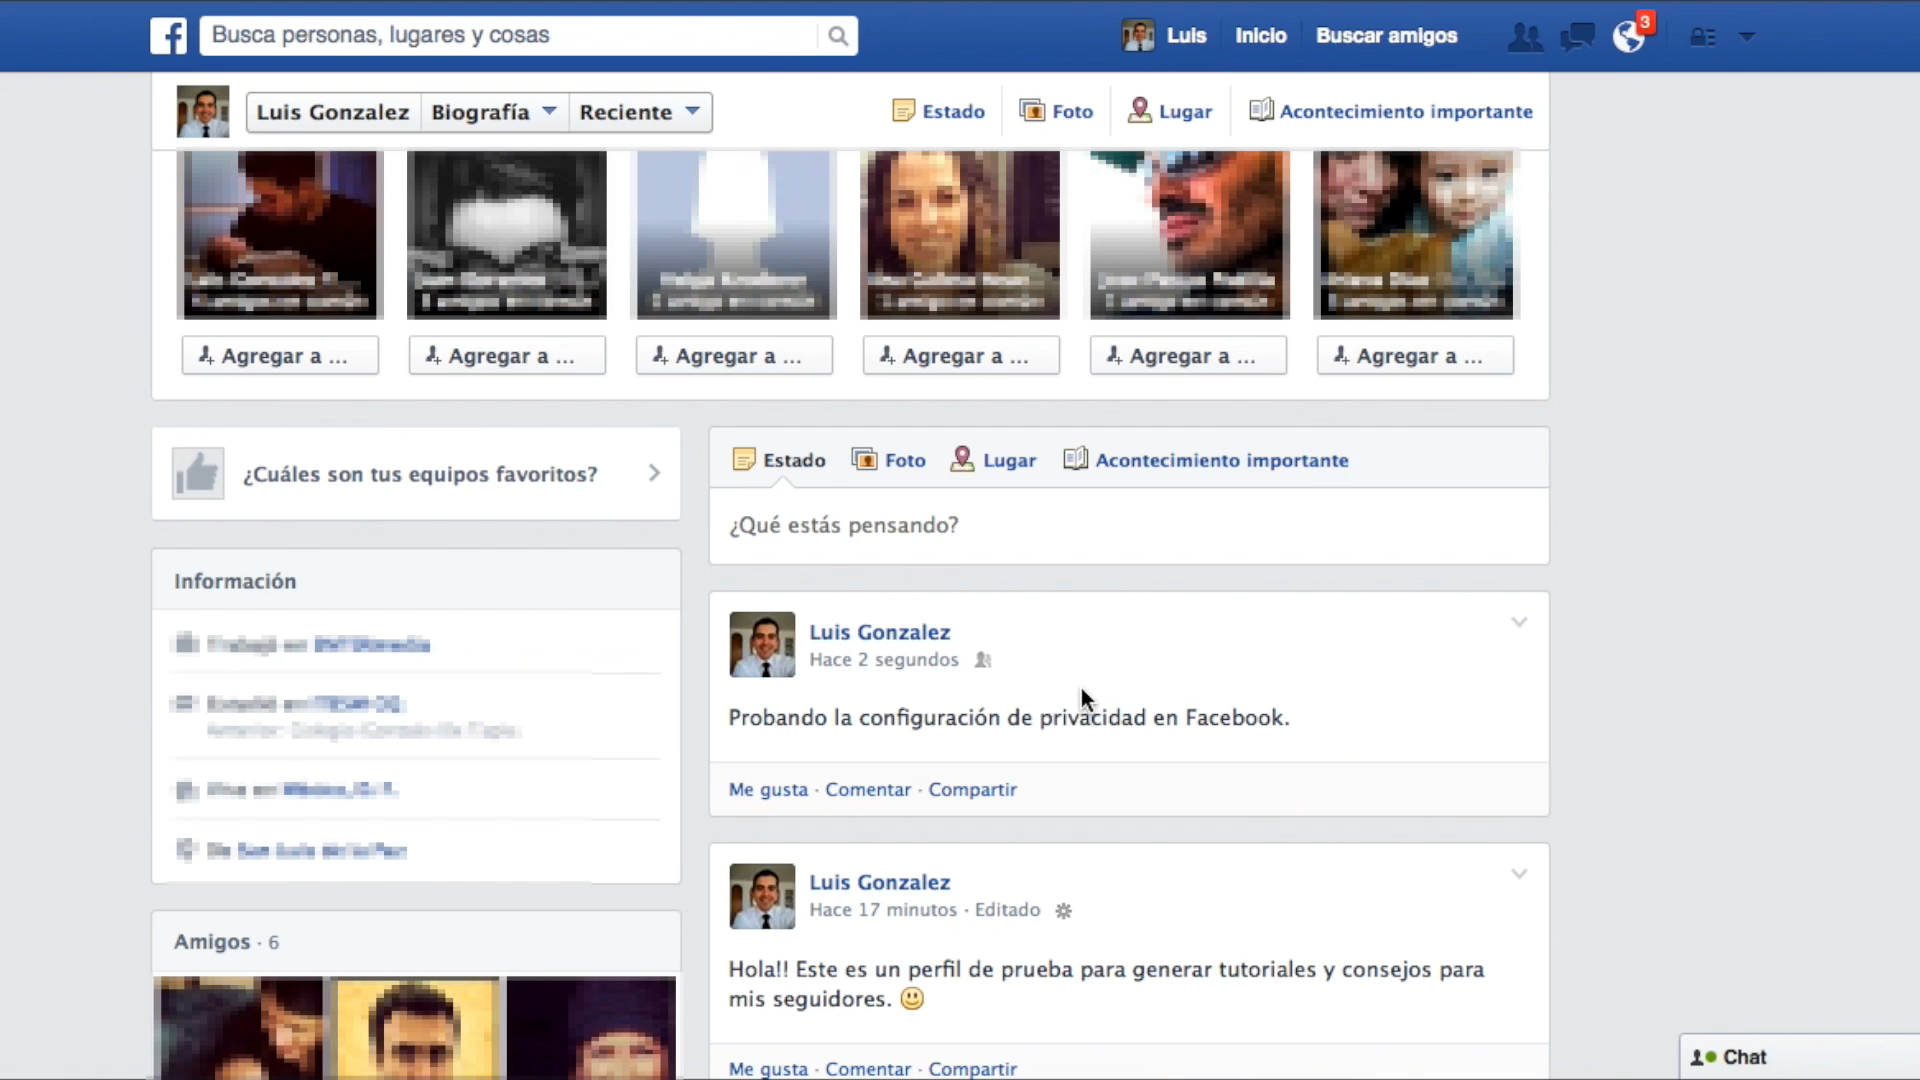 Busca personas, lugares y cosas
Luis
Inicio
Buscar amigos
3
Luis Gonzalez
Biografía
Reciente
Estado
Foto
Lugar
Acontecimiento importante
Agregar a ...
Agregar a ...
Agregar a ...
Agregar a ...
Agregar a ...
Agregar a ...
¿Cuáles son tus equipos favoritos?
Información
Amigos · 6
Estado
Foto
Lugar
Acontecimiento importante
¿Qué estás pensando?
Luis Gonzalez
Hace 2 segundos
Probando la configuración de privacidad en Facebook.
Me gusta · Comentar · Compartir
Luis Gonzalez
Hace 17 minutos · Editado
Hola!! Este es un perfil de prueba para generar tutoriales y consejos para
mis seguidores.
Me gusta · Comentar · Compartir
Chat